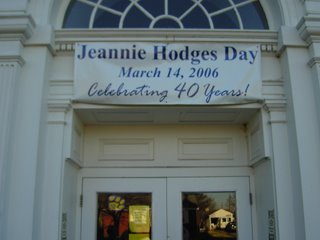 Jeannie Hodges Day
March 14, 2006
Celebrating 40 Years!